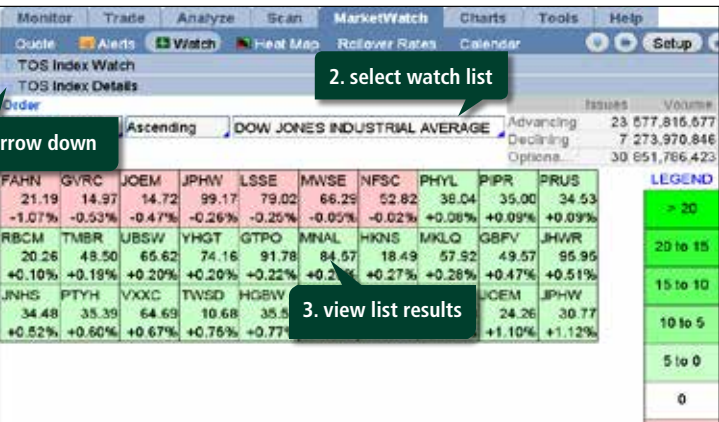 Monitor Trade Analyze Scan MarketWatch Charts Tools Help
Quote Alerts Watch Heat Map Rollover Rates Calendar Setup
TOS Index Watch
TOS Index Details
2. select watch list
Order Issues Volume
rrow down Ascending DOW JONES INDUSTRIAL AVERAGE Advancing 23 577,816,577
Declining 7 273,970,846
Options... 30 851,786,423
FAHN GVRC JOEM JPHW LSSE MWSE NFSC PHYL PIPR PRUS LEGEND
21.19 14.97 14.72 99.17 79.02 66.29 52.82 38.04 35.00 34.53
-1.07% -0.53% -0.47% -0.26% -0.25% -0.05% -0.02% +0.08% +0.09% +0.09%
> 20
RBCM TMBR UBSW YHGT GTPO MNAL HKNS MKLQ GBFV JHWR
20.26 48.50 65.62 74.16 91.78 84.57 18.49 57.92 49.57 95.95
+0.10% +0.19% +0.20% +0.20% +0.22% +0.2 +0.27% +0.28% +0.47% +0.51%
20 to 15
JNHS PTYH VXXC TWSD HGBW JOEM JPHW
34.48 35.39 64.69 10.68 35.5 24.26 30.77
+0.52% +0.60% +0.67% +0.76% +0.77 +1.10% +1.12%
3. view list results
15 to 10
10 to 5
5 to 0
0